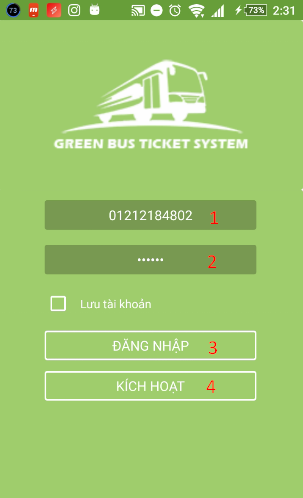 73
73%
2:31
GREEN BUS TICKET SYSTEM
01212184802 1
•••••• 2
Lưu tài khoản
ĐĂNG NHẬP 3
KÍCH HOẠT 4